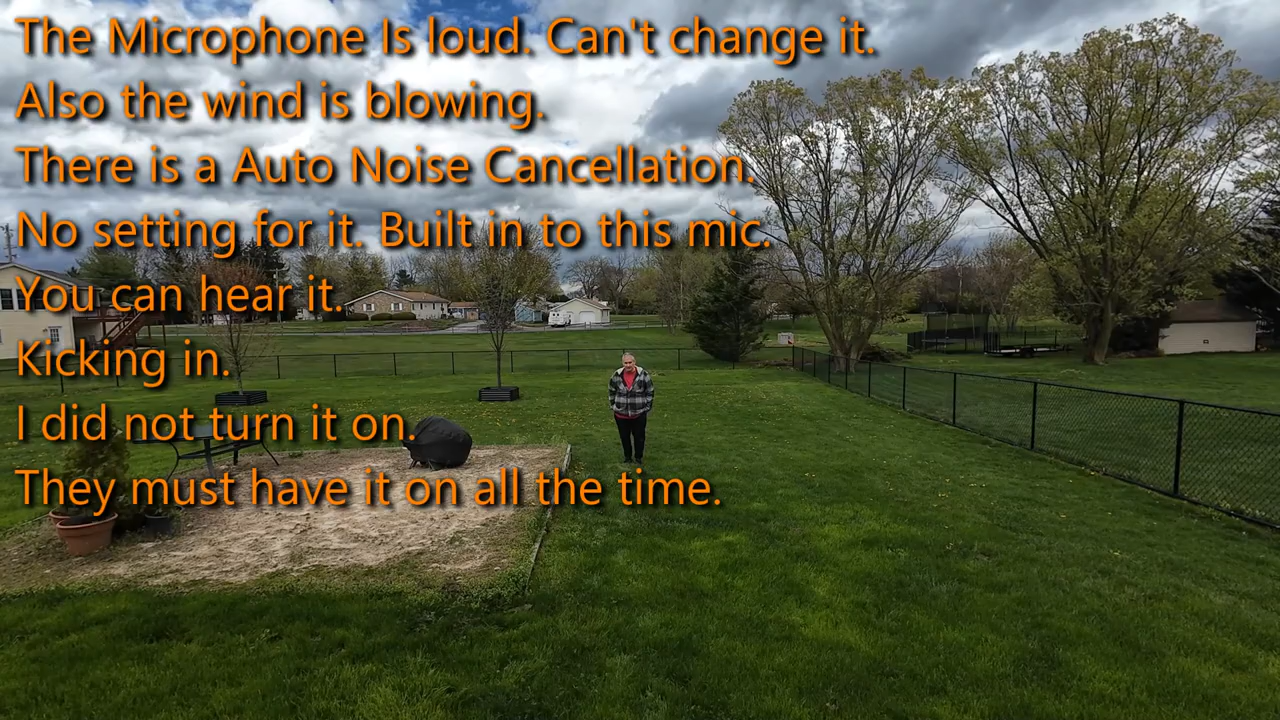 The Microphone Is loud. Can't change it.
Also the wind is blowing.
There is a Auto Noise Cancellation.
No setting for it. Built in to this mic.
You can hear it.
Kicking in.
I did not turn it on.
They must have it on all the time.